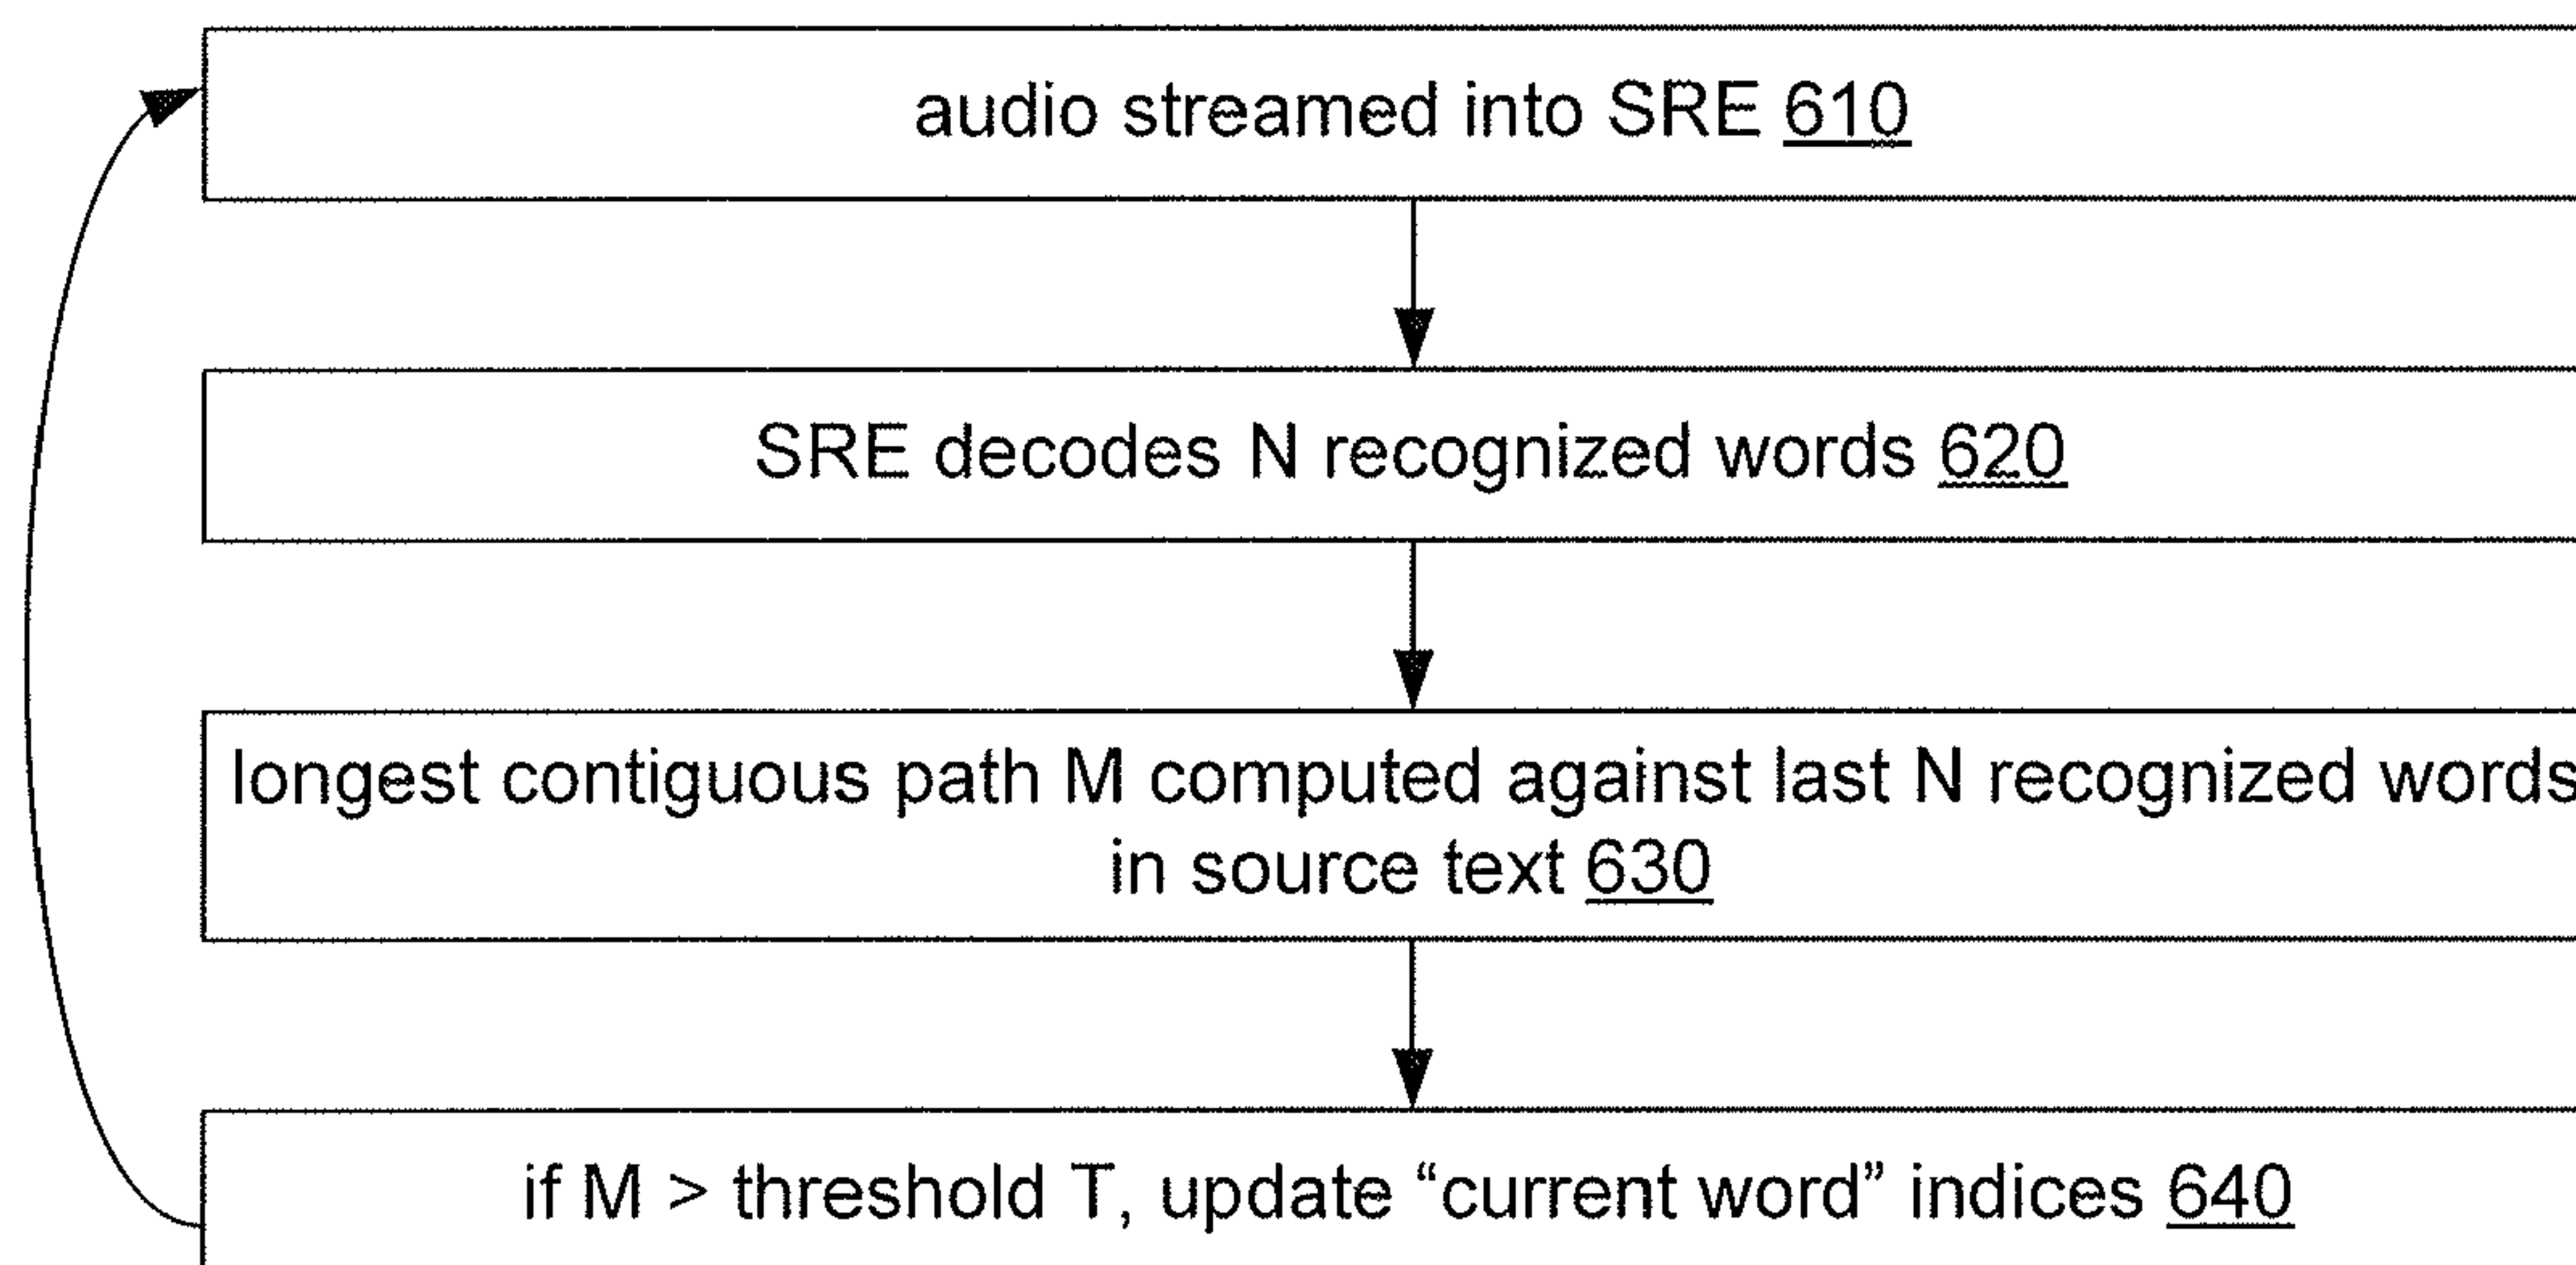 audio streamed into SRE 610
SRE decodes N recognized words 620
longest contiguous path M computed against last N recognized words
in source text 630
if M > threshold T, update “current word” indices 640